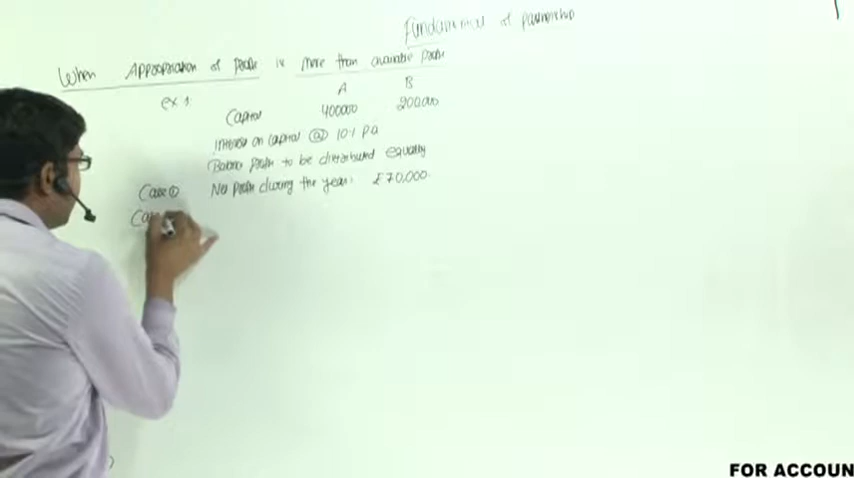 Fundamental of partnership
When Appropriation of Profit is More than available profit
A B
ex 1:
Capital 400000 200000
Interest on capital @ 10% P.a
Balance profit to be distributed equally
Case ① Net profit during the year: ₹70,000.
Ca
FOR ACCOUN